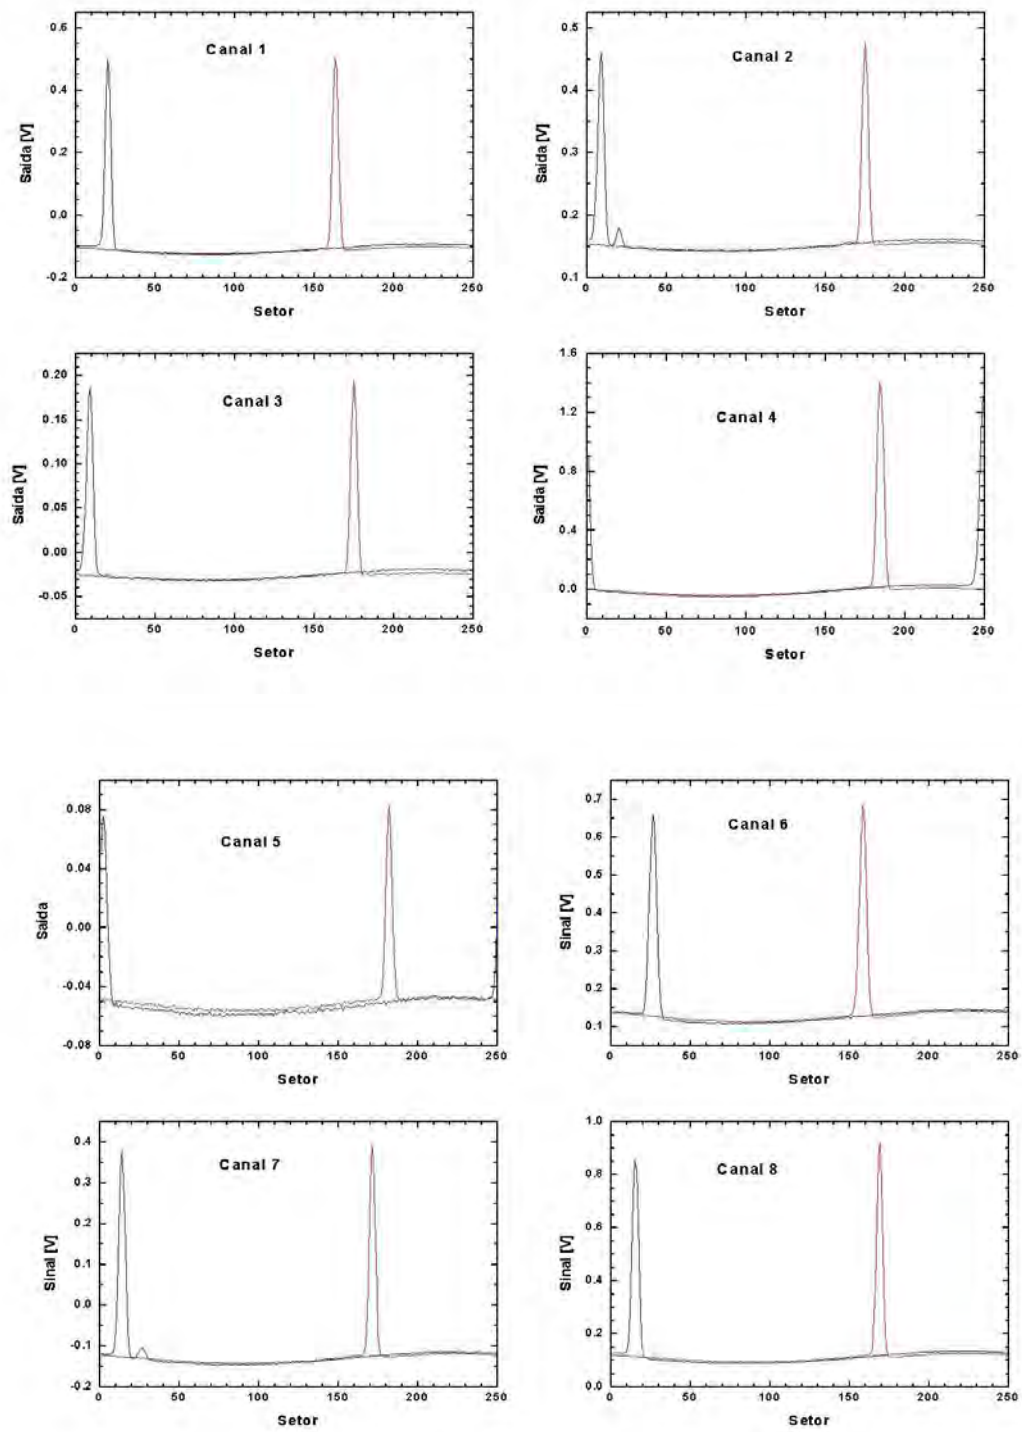 Canal 1
0.6
0.4
0.2
0.0
-0.2
Saída [V]
0 50 100 150 200 250
Setor
Canal 2
0.5
0.4
0.3
0.2
0.1
Saída [V]
0 50 100 150 200 250
Setor
Canal 3
0.20
0.15
0.10
0.05
0.00
-0.05
Saída [V]
0 50 100 150 200 250
Setor
Canal 4
1.6
1.2
0.8
0.4
0.0
Saída [V]
0 50 100 150 200 250
Setor
Canal 5
0.08
0.04
0.00
-0.04
-0.08
Saída
0 50 100 150 200 250
Setor
Canal 6
0.7
0.6
0.5
0.4
0.3
0.2
0.1
Sinal [V]
0 50 100 150 200 250
Setor
Canal 7
0.4
0.3
0.2
0.1
0.0
-0.1
-0.2
Sinal [V]
0 50 100 150 200 250
Setor
Canal 8
1.0
0.8
0.6
0.4
0.2
0.0
Sinal [V]
0 50 100 150 200 250
Setor